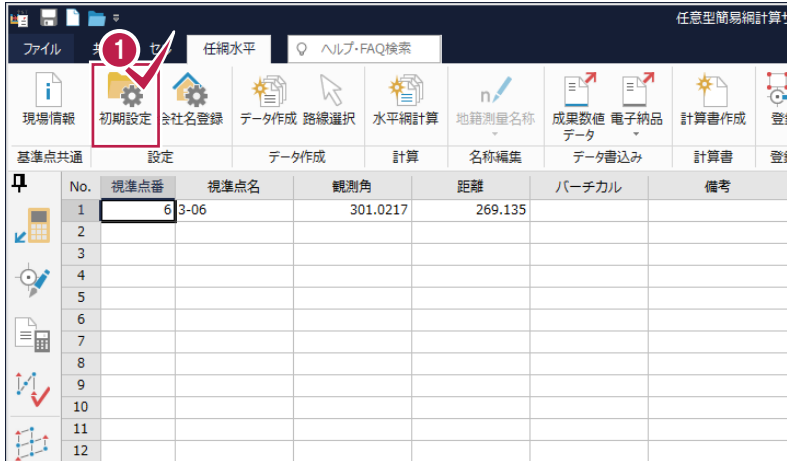 任意型簡易網計算サ
ファイル 任網水平 ヘルプ・FAQ検索
1
現場情報 初期設定 会社名登録 データ作成 路線選択 水平網計算 地籍測量名称 成果数値データ 電子納品 計算書作成 登
基準点共通 設定 データ作成 計算 名称編集 データ書込み 計算書 登
No. 視準点番 視準点名 観測角 距離 バーチカル 備考
1 6 3-06 301.0217 269.135
2
3
4
5
6
7
8
9
10
11
12